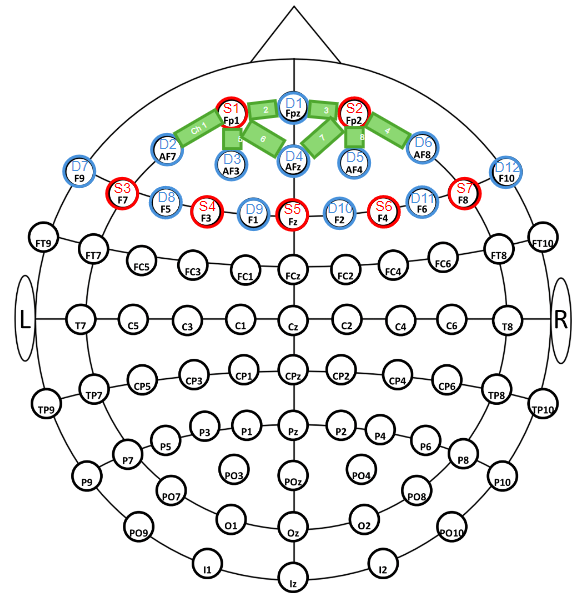 S1
Fp1
2
D1
Fpz
3
S2
Fp2
Ch 1
6
7
8
4
D2
AF7
D3
AF3
D4
AFz
D5
AF4
D6
AF8
D7
F9
S3
F7
D8
F5
S4
F3
D9
F1
S5
Fz
D10
F2
S6
F4
D11
F6
S7
F8
D12
F10
FT9
FT7
FC5
FC3
FC1
FCz
FC2
FC4
FC6
FT8
FT10
L
T7
C5
C3
C1
Cz
C2
C4
C6
T8
R
TP9
TP7
CP5
CP3
CP1
CPz
CP2
CP4
CP6
TP8
TP10
P9
P7
P5
P3
P1
Pz
P2
P4
P6
P8
P10
PO9
PO7
PO3
POz
PO4
PO8
PO10
O1
Oz
O2
I1
Iz
I2